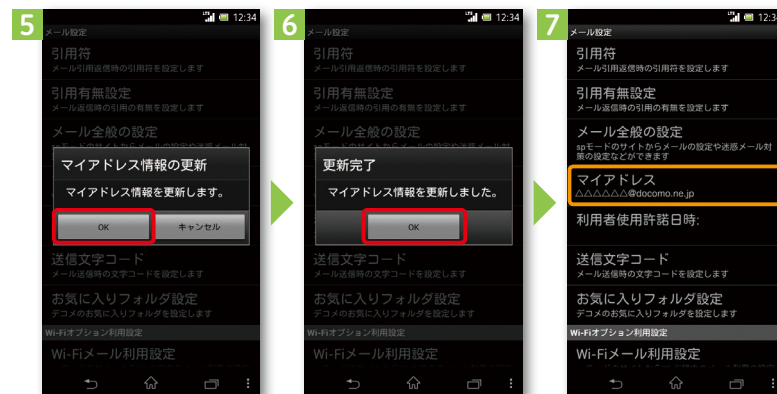 5
12:34
メール設定
引用符
メール引用返信時の引用符を設定します
引用有無設定
メール返信時の引用の有無を設定します
メール全般の設定
マイアドレス情報の更新
マイアドレス情報を更新します。
OK
キャンセル
送信文字コード
メール送信時の文字コードを設定します
お気に入りフォルダ設定
デコメのお気に入りフォルダを設定します
Wi-Fiオプション利用設定
Wi-Fiメール利用設定
6
12:34
メール設定
引用符
メール引用返信時の引用符を設定します
引用有無設定
メール返信時の引用の有無を設定します
メール全般の設定
更新完了
マイアドレス情報を更新しました。
OK
送信文字コード
メール送信時の文字コードを設定します
お気に入りフォルダ設定
デコメのお気に入りフォルダを設定します
Wi-Fiオプション利用設定
Wi-Fiメール利用設定
7
12:34
メール設定
引用符
メール引用返信時の引用符を設定します
引用有無設定
メール返信時の引用の有無を設定します
メール全般の設定
spモードのサイトからメールの設定や迷惑メール対
策の設定などができます
マイアドレス
△△△△△△@docomo.ne.jp
利用者使用許諾日時:
送信文字コード
メール送信時の文字コードを設定します
お気に入りフォルダ設定
デコメのお気に入りフォルダを設定します
Wi-Fiオプション利用設定
Wi-Fiメール利用設定